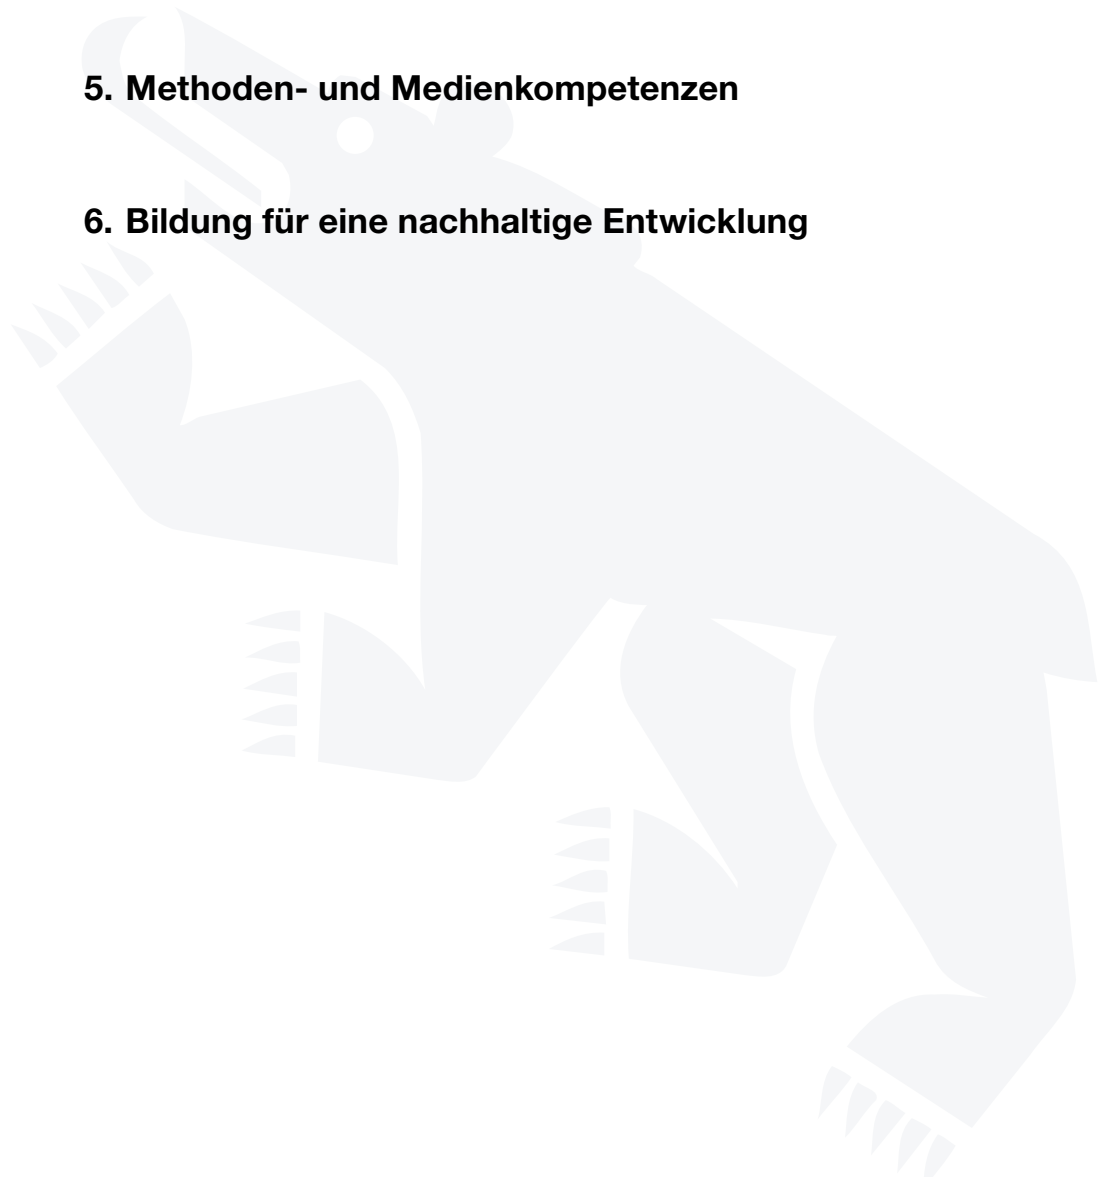 5. Methoden- und Medienkompetenzen
6. Bildung für eine nachhaltige Entwicklung